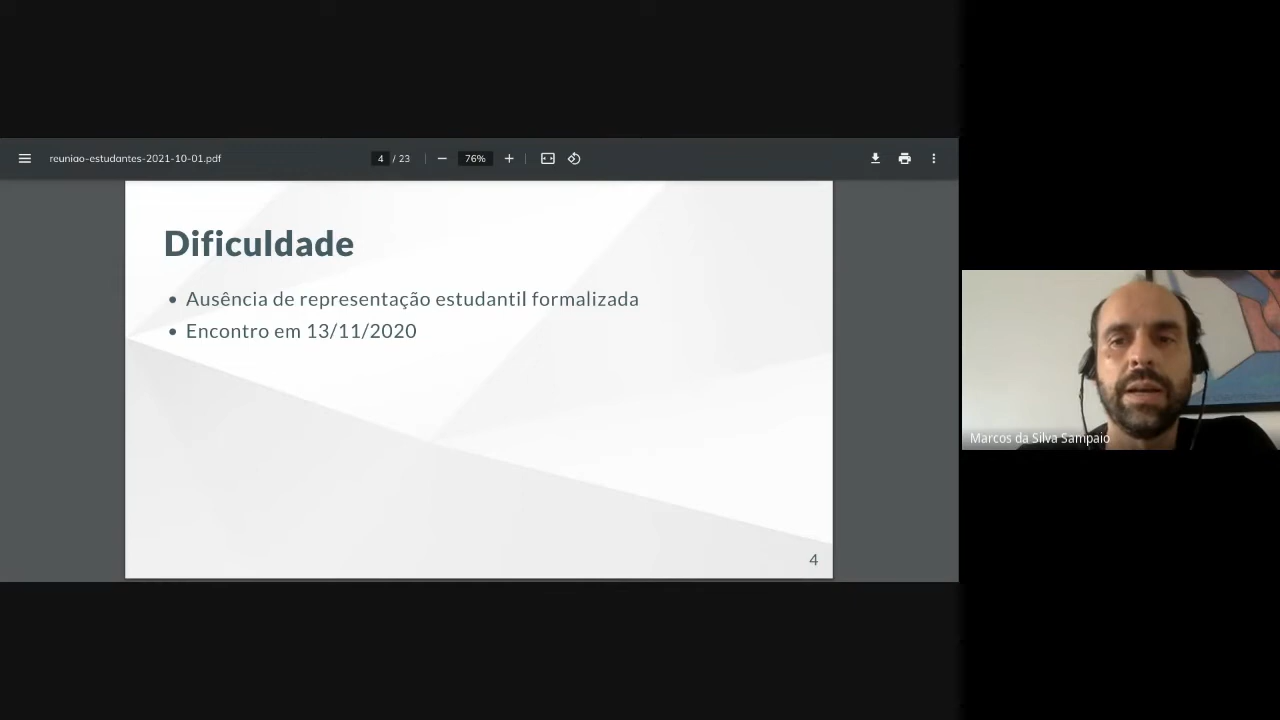 reuniao-estudantes-2021-10-01.pdf
4 / 23
76%
Dificuldade
• Ausência de representação estudantil formalizada
• Encontro em 13/11/2020
4
Marcos da Silva Sampaio